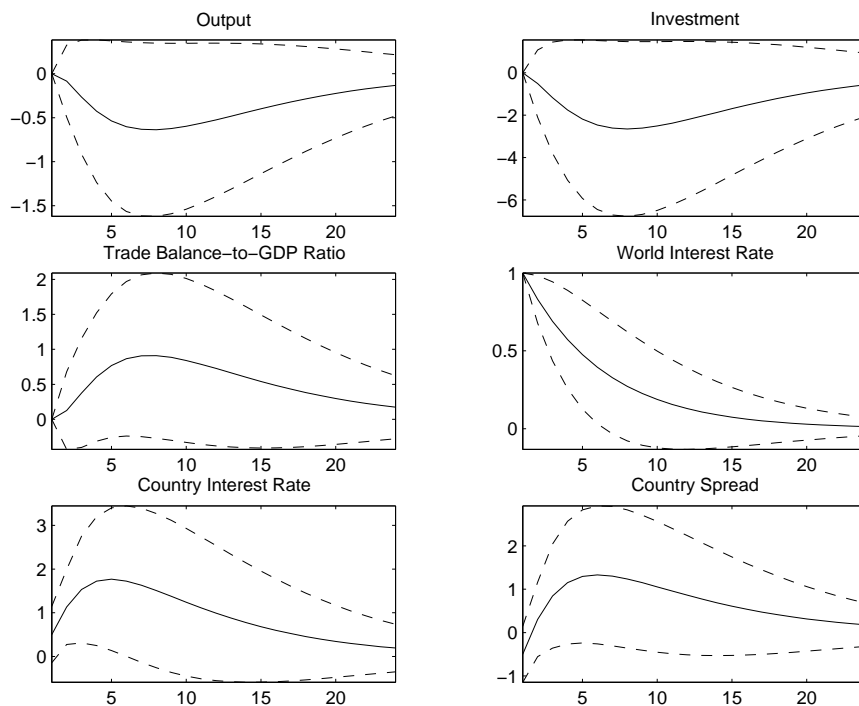 Output
0
−0.5
−1
−1.5
5 10 15 20
Investment
0
−2
−4
−6
5 10 15 20
Trade Balance−to−GDP Ratio
2
1.5
1
0.5
0
5 10 15 20
World Interest Rate
1
0.5
0
5 10 15 20
Country Interest Rate
3
2
1
0
5 10 15 20
Country Spread
2
1
0
−1
5 10 15 20